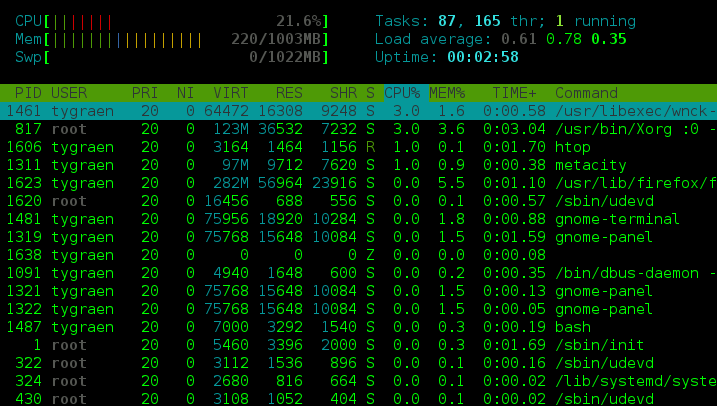 CPU[||||||| 21.6%] Tasks: 87, 165 thr; 1 running
Mem[||||||||||||||||| 220/1003MB] Load average: 0.61 0.78 0.35
Swp[ 0/1022MB] Uptime: 00:02:58
PID USER PRI NI VIRT RES SHR S CPU% MEM% TIME+ Command
1461 tygraen 20 0 64472 16308 9248 S 3.0 1.6 0:00.58 /usr/libexec/wnck-
817 root 20 0 123M 36532 7232 S 3.0 3.6 0:03.04 /usr/bin/Xorg :0 -
1606 tygraen 20 0 3164 1464 1156 R 1.0 0.1 0:01.70 htop
1311 tygraen 20 0 97M 9712 7620 S 1.0 0.9 0:00.38 metacity
1623 tygraen 20 0 282M 56964 23916 S 0.0 5.5 0:01.10 /usr/lib/firefox/f
1620 root 20 0 16456 688 556 S 0.0 0.1 0:00.57 /sbin/udevd
1481 tygraen 20 0 75956 18920 10284 S 0.0 1.8 0:00.88 gnome-terminal
1319 tygraen 20 0 75768 15648 10084 S 0.0 1.5 0:01.59 gnome-panel
1638 tygraen 20 0 0 0 0 Z 0.0 0.0 0:00.08
1091 tygraen 20 0 4940 1648 600 S 0.0 0.2 0:00.35 /bin/dbus-daemon -
1321 tygraen 20 0 75768 15648 10084 S 0.0 1.5 0:00.13 gnome-panel
1322 tygraen 20 0 75768 15648 10084 S 0.0 1.5 0:00.05 gnome-panel
1487 tygraen 20 0 7000 3292 1540 S 0.0 0.3 0:00.19 bash
1 root 20 0 5460 3396 2000 S 0.0 0.3 0:01.69 /sbin/init
322 root 20 0 3112 1536 896 S 0.0 0.1 0:00.16 /sbin/udevd
324 root 20 0 2680 816 664 S 0.0 0.1 0:00.02 /lib/systemd/syste
430 root 20 0 3108 1052 404 S 0.0 0.1 0:00.00 /sbin/udevd